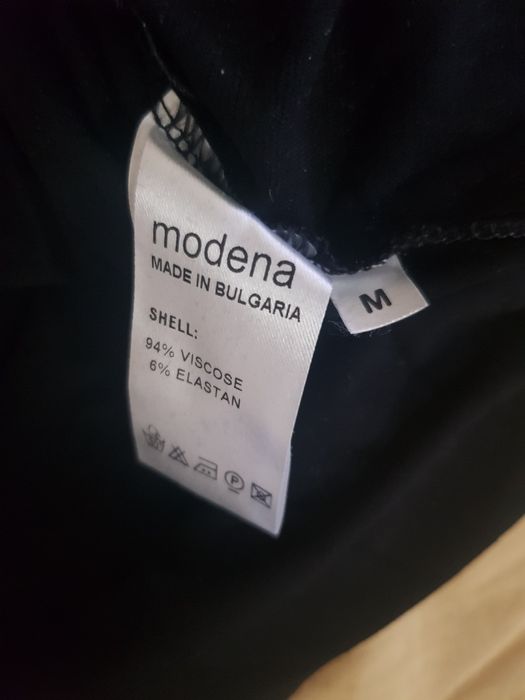 modena
MADE IN BULGARIA
SHELL:
94% VISCOSE
6% ELASTAN
P
M